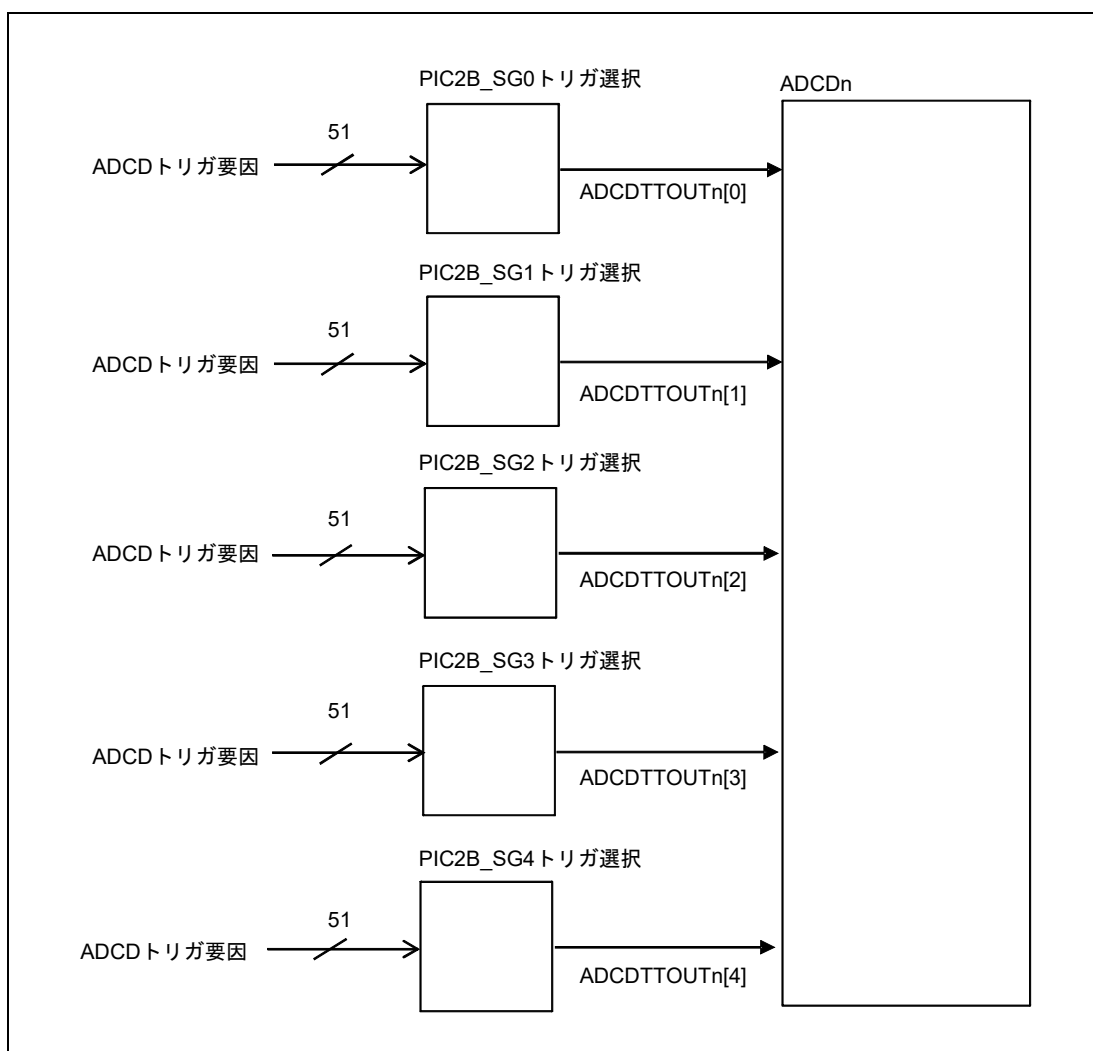 PIC2B_SG0トリガ選択
ADCDn
51
ADCDトリガ要因
ADCDTTOUTn[0]
PIC2B_SG1トリガ選択
51
ADCDトリガ要因
ADCDTTOUTn[1]
PIC2B_SG2トリガ選択
51
ADCDトリガ要因
ADCDTTOUTn[2]
PIC2B_SG3トリガ選択
51
ADCDトリガ要因
ADCDTTOUTn[3]
PIC2B_SG4トリガ選択
51
ADCDトリガ要因
ADCDTTOUTn[4]